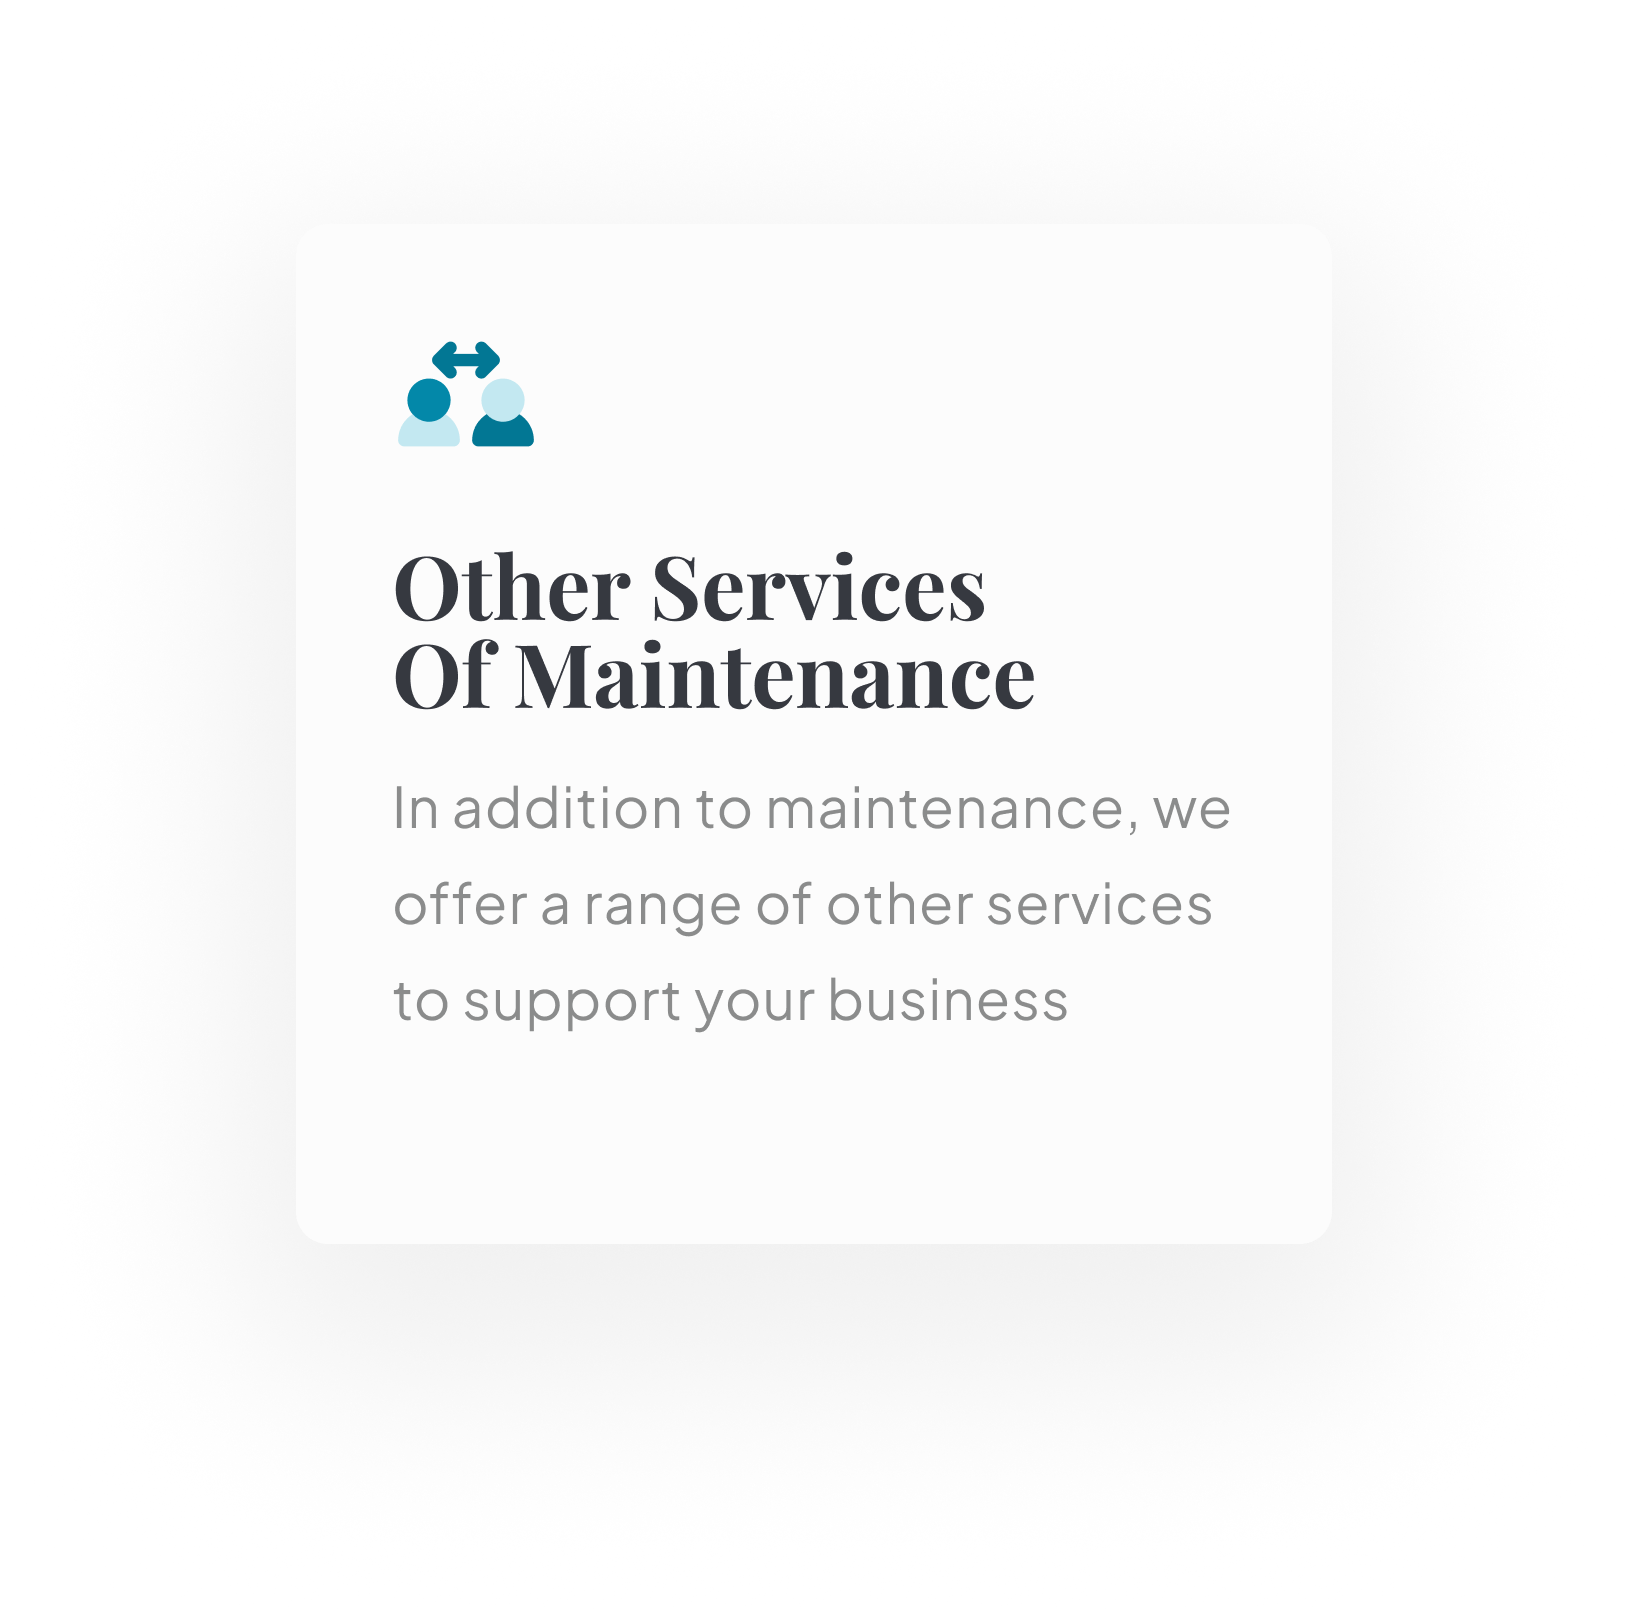 Other Services
Of Maintenance
In addition to maintenance, we
offer a range of other services
to support your business